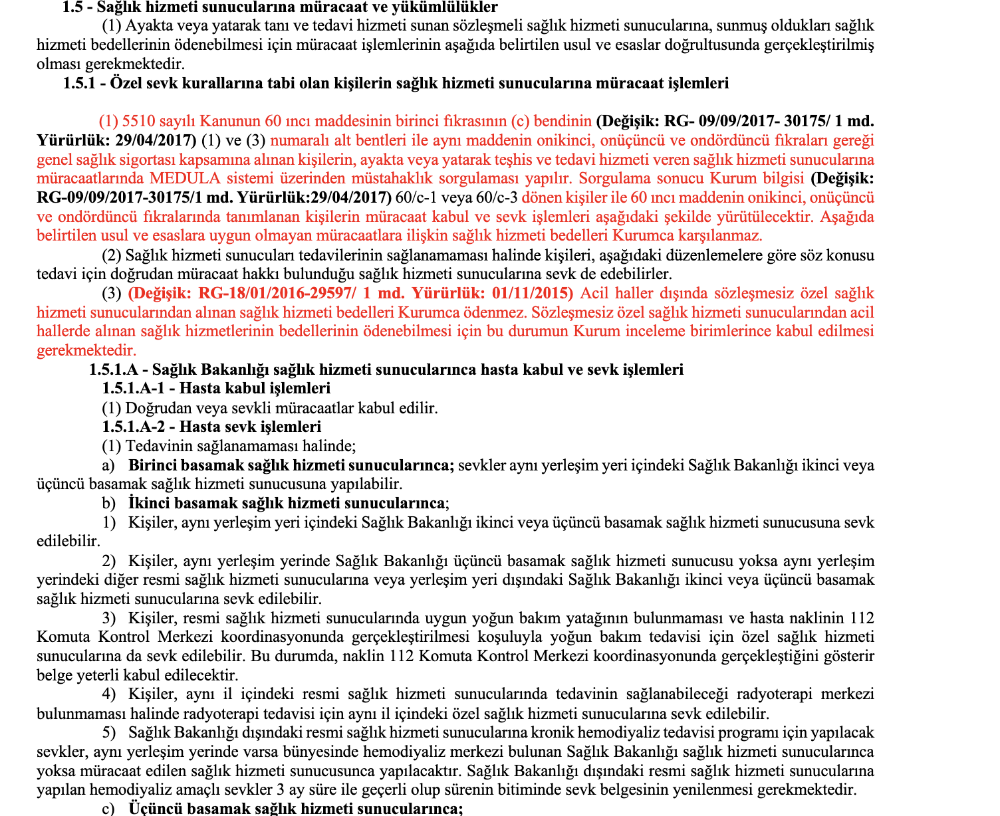 1.5 - Sağlık hizmeti sunucularına müracaat ve yükümlülükler
(1) Ayakta veya yatarak tanı ve tedavi hizmeti sunan sözleşmeli sağlık hizmeti sunucularına, sunmuş oldukları sağlık
hizmeti bedellerinin ödenebilmesi için müracaat işlemlerinin aşağıda belirtilen usul ve esaslar doğrultusunda gerçekleştirilmiş
olması gerekmektedir.
1.5.1 - Özel sevk kurallarına tabi olan kişilerin sağlık hizmeti sunucularına müracaat işlemleri
(1) 5510 sayılı Kanunun 60 ıncı maddesinin birinci fıkrasının (c) bendinin (Değişik: RG- 09/09/2017- 30175/ 1 md.
Yürürlük: 29/04/2017) (1) ve (3) numaralı alt bentleri ile aynı maddenin onikinci, onüçüncü ve ondördüncü fıkraları gereği
genel sağlık sigortası kapsamına alınan kişilerin, ayakta veya yatarak teşhis ve tedavi hizmeti veren sağlık hizmeti sunucularına
müracaatlarında MEDULA sistemi üzerinden müstahaklık sorgulaması yapılır. Sorgulama sonucu Kurum bilgisi (Değişik:
RG-09/09/2017-30175/1 md. Yürürlük:29/04/2017) 60/c-1 veya 60/c-3 dönen kişiler ile 60 ıncı maddenin onikinci, onüçüncü
ve ondördüncü fıkralarında tanımlanan kişilerin müracaat kabul ve sevk işlemleri aşağıdaki şekilde yürütülecektir. Aşağıda
belirtilen usul ve esaslara uygun olmayan müracaatlara ilişkin sağlık hizmeti bedelleri Kurumca karşılanmaz.
(2) Sağlık hizmeti sunucuları tedavilerinin sağlanamaması halinde kişileri, aşağıdaki düzenlemelere göre söz konusu
tedavi için doğrudan müracaat hakkı bulunduğu sağlık hizmeti sunucularına sevk de edebilirler.
(3) (Değişik: RG-18/01/2016-29597/ 1 md. Yürürlük: 01/11/2015) Acil haller dışında sözleşmesiz özel sağlık
hizmeti sunucularından alınan sağlık hizmeti bedelleri Kurumca ödenmez. Sözleşmesiz özel sağlık hizmeti sunucularından acil
hallerde alınan sağlık hizmetlerinin bedellerinin ödenebilmesi için bu durumun Kurum inceleme birimlerince kabul edilmesi
gerekmektedir.
1.5.1.A - Sağlık Bakanlığı sağlık hizmeti sunucularınca hasta kabul ve sevk işlemleri
1.5.1.A-1 - Hasta kabul işlemleri
(1) Doğrudan veya sevkli müracaatlar kabul edilir.
1.5.1.A-2 - Hasta sevk işlemleri
(1) Tedavinin sağlanamaması halinde;
a) Birinci basamak sağlık hizmeti sunucularınca; sevkler aynı yerleşim yeri içindeki Sağlık Bakanlığı ikinci veya
üçüncü basamak sağlık hizmeti sunucusuna yapılabilir.
b) İkinci basamak sağlık hizmeti sunucularınca;
1) Kişiler, aynı yerleşim yeri içindeki Sağlık Bakanlığı ikinci veya üçüncü basamak sağlık hizmeti sunucusuna sevk
edilebilir.
2) Kişiler, aynı yerleşim yerinde Sağlık Bakanlığı üçüncü basamak sağlık hizmeti sunucusu yoksa aynı yerleşim
yerindeki diğer resmi sağlık hizmeti sunucularına veya yerleşim yeri dışındaki Sağlık Bakanlığı ikinci veya üçüncü basamak
sağlık hizmeti sunucularına sevk edilebilir.
3) Kişiler, resmi sağlık hizmeti sunucularında uygun yoğun bakım yatağının bulunmaması ve hasta naklinin 112
Komuta Kontrol Merkezi koordinasyonunda gerçekleştirilmesi koşuluyla yoğun bakım tedavisi için özel sağlık hizmeti
sunucularına da sevk edilebilir. Bu durumda, naklin 112 Komuta Kontrol Merkezi koordinasyonunda gerçekleştiğini gösterir
belge yeterli kabul edilecektir.
4) Kişiler, aynı il içindeki resmi sağlık hizmeti sunucularında tedavinin sağlanabileceği radyoterapi merkezi
bulunmaması halinde radyoterapi tedavisi için aynı il içindeki özel sağlık hizmeti sunucularına sevk edilebilir.
5) Sağlık Bakanlığı dışındaki resmi sağlık hizmeti sunucularına kronik hemodiyaliz tedavisi programı için yapılacak
sevkler, aynı yerleşim yerinde varsa bünyesinde hemodiyaliz merkezi bulunan Sağlık Bakanlığı sağlık hizmeti sunucularınca
yoksa müracaat edilen sağlık hizmeti sunucusunca yapılacaktır. Sağlık Bakanlığı dışındaki resmi sağlık hizmeti sunucularına
yapılan hemodiyaliz amaçlı sevkler 3 ay süre ile geçerli olup sürenin bitiminde sevk belgesinin yenilenmesi gerekmektedir.
c) Üçüncü basamak sağlık hizmeti sunucularınca;